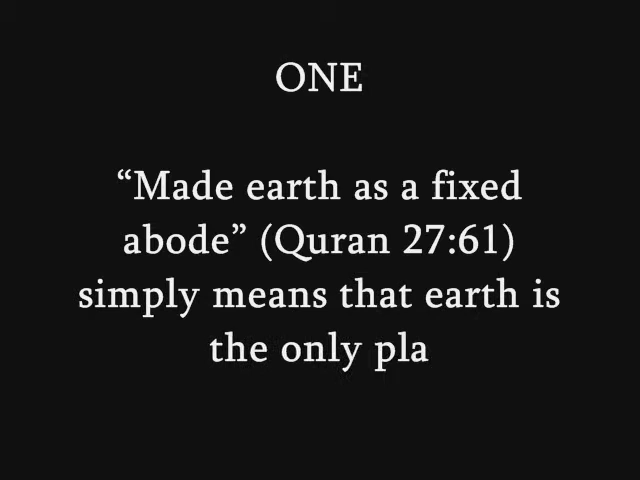 ONE
“Made earth as a fixed
abode” (Quran 27:61)
simply means that earth is
the only pla